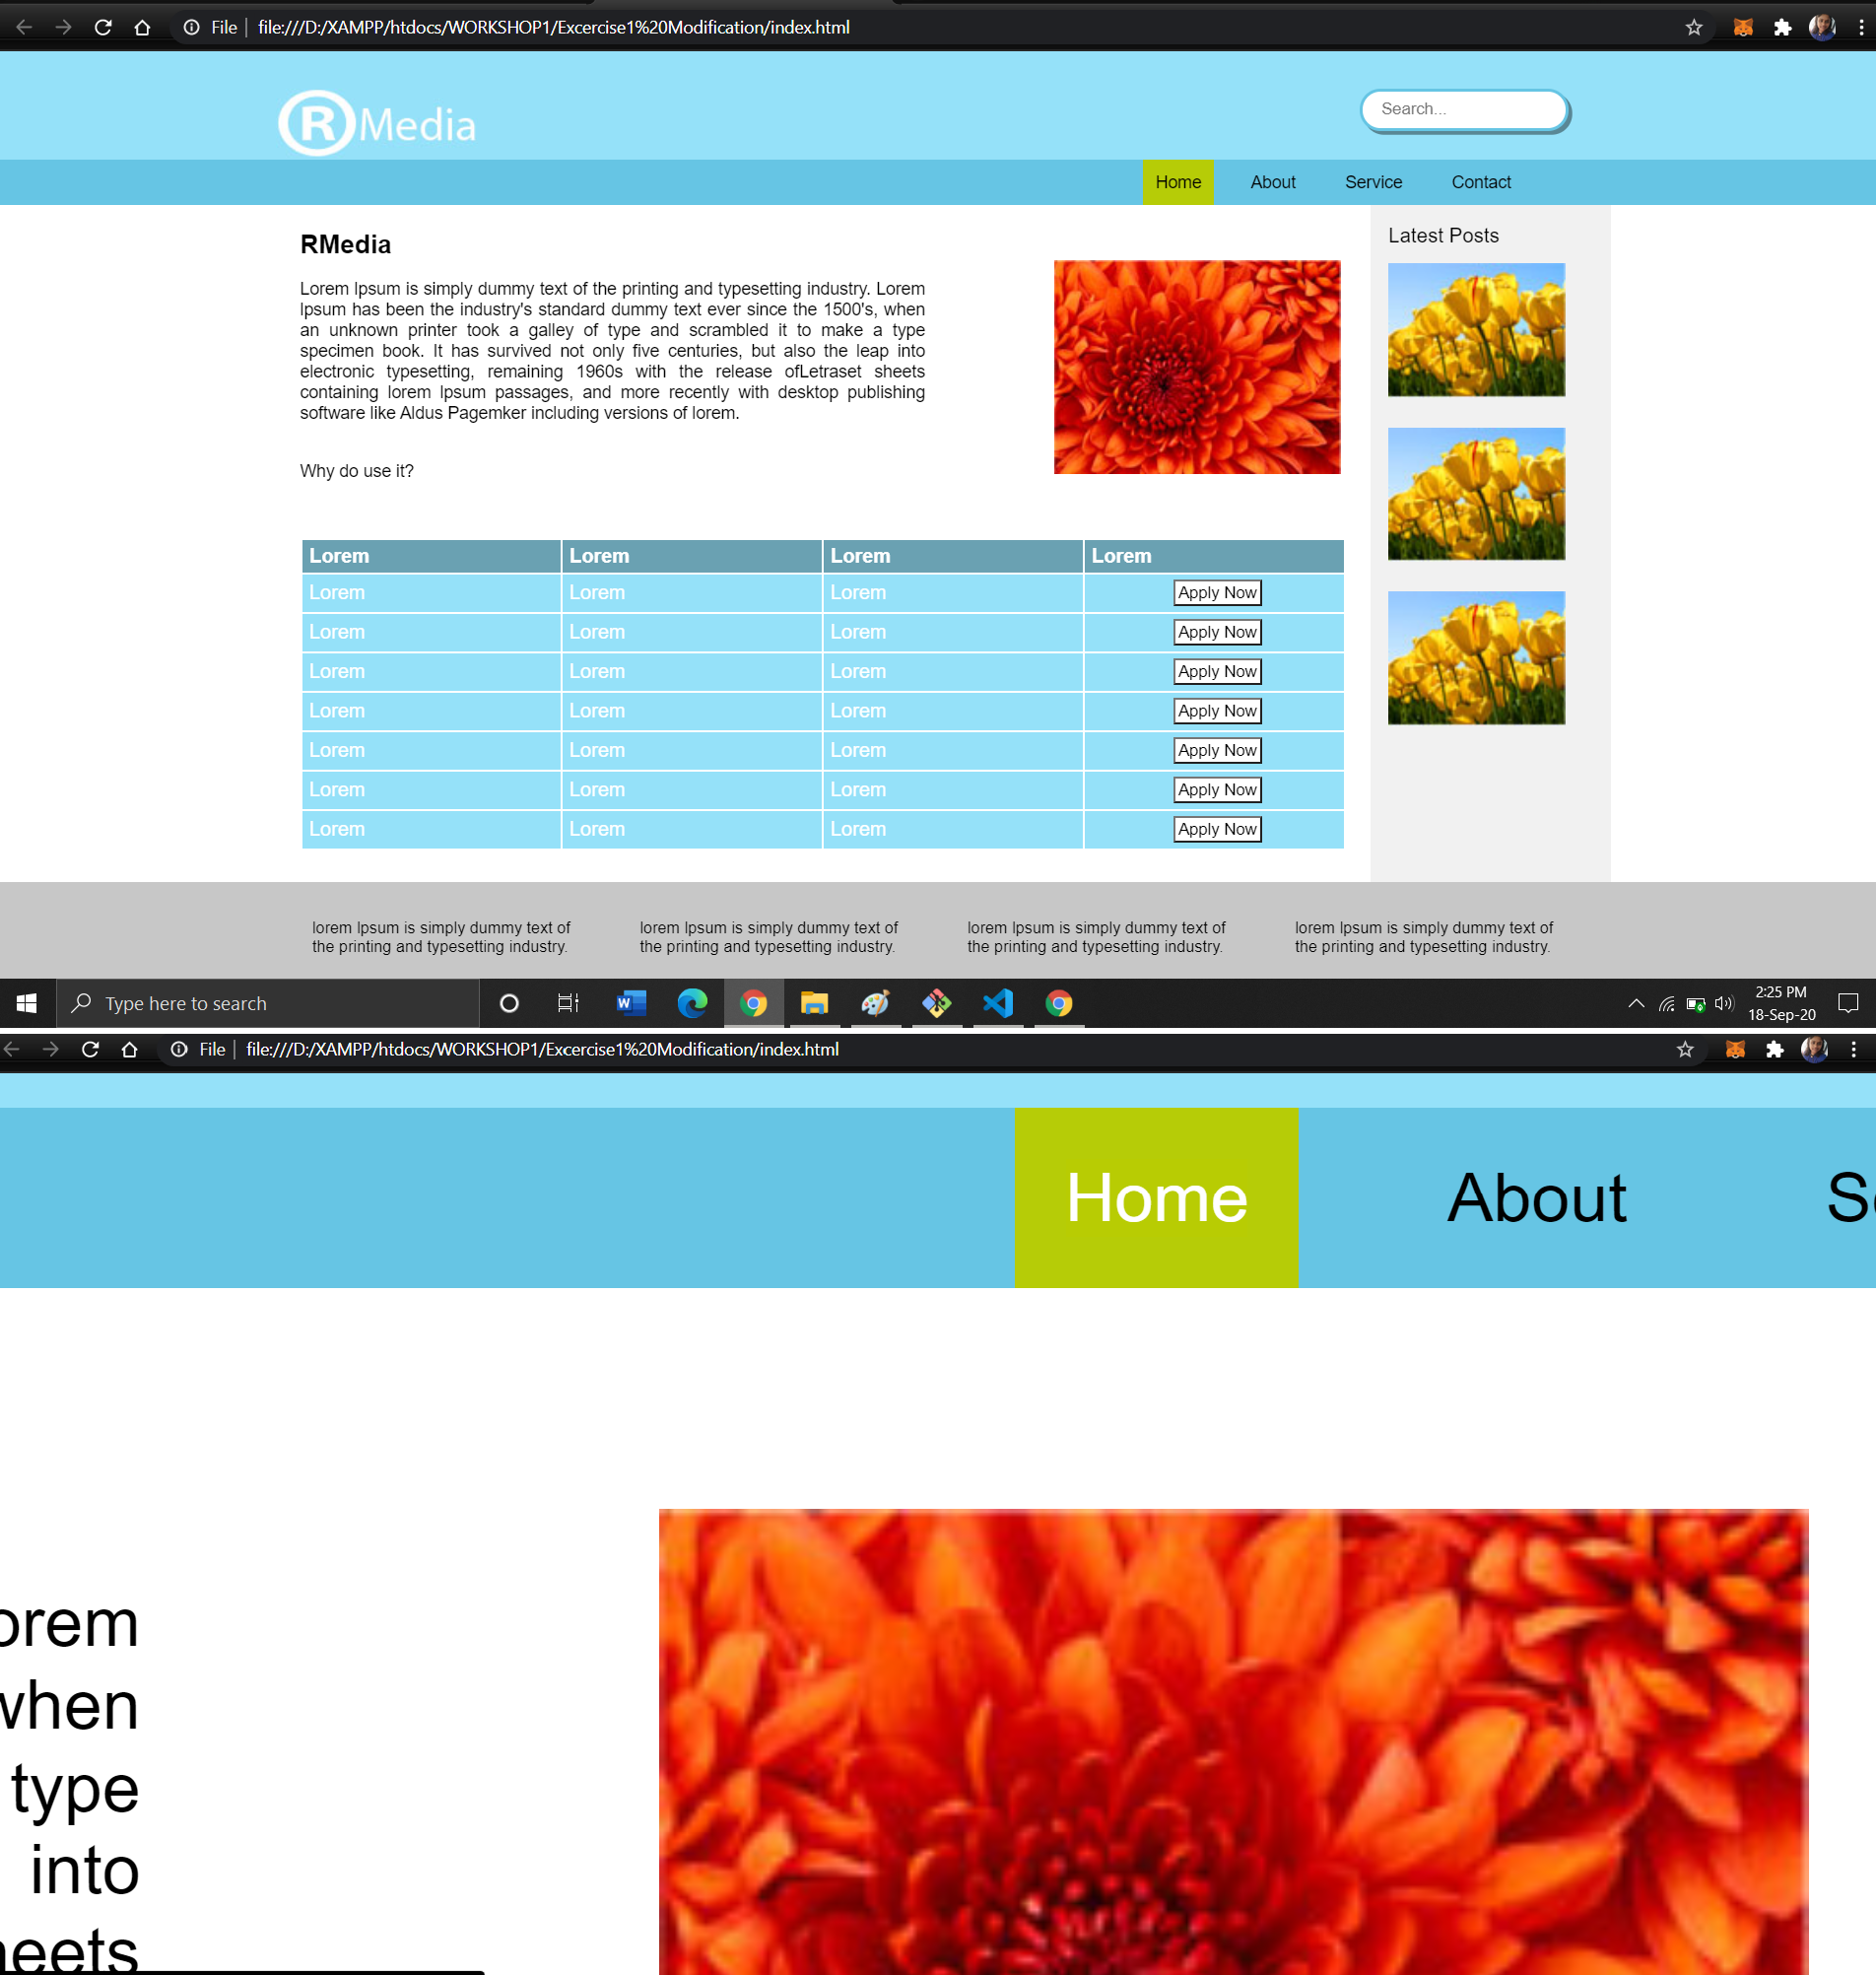 File file:///D:/XAMPP/htdocs/WORKSHOP1/Excercise1%20Modification/index.html
R Media
Search...
Home About Service Contact
RMedia
Lorem Ipsum is simply dummy text of the printing and typesetting industry. Lorem
Ipsum has been the industry's standard dummy text ever since the 1500's, when
an unknown printer took a galley of type and scrambled it to make a type
specimen book. It has survived not only five centuries, but also the leap into
electronic typesetting, remaining 1960s with the release ofLetraset sheets
containing lorem Ipsum passages, and more recently with desktop publishing
software like Aldus Pagemker including versions of lorem.
Why do use it?
Latest Posts
Lorem Lorem Lorem Lorem
Lorem Lorem Lorem Apply Now
Lorem Lorem Lorem Apply Now
Lorem Lorem Lorem Apply Now
Lorem Lorem Lorem Apply Now
Lorem Lorem Lorem Apply Now
Lorem Lorem Lorem Apply Now
Lorem Lorem Lorem Apply Now
lorem Ipsum is simply dummy text of
the printing and typesetting industry.
lorem Ipsum is simply dummy text of
the printing and typesetting industry.
lorem Ipsum is simply dummy text of
the printing and typesetting industry.
lorem Ipsum is simply dummy text of
the printing and typesetting industry.
Type here to search
2:25 PM
18-Sep-20
File file:///D:/XAMPP/htdocs/WORKSHOP1/Excercise1%20Modification/index.html
Home About
orem
when
type
into
heets